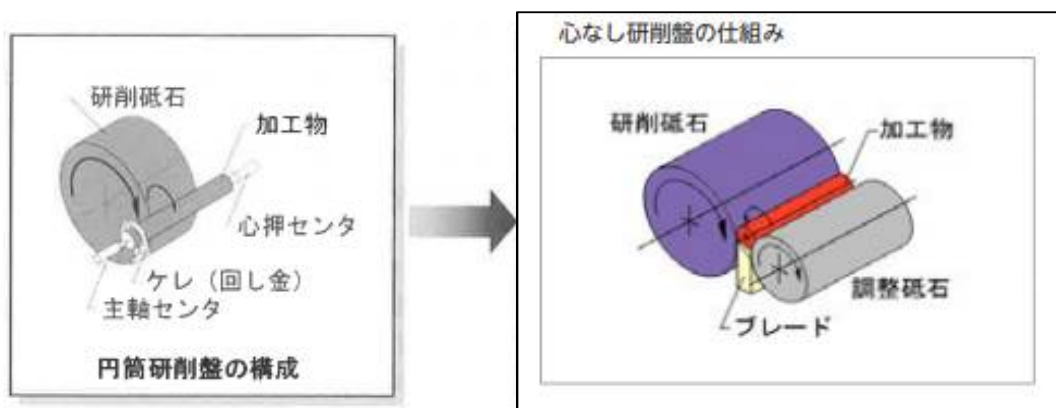 研削砥石
加工物
心押センタ
ケレ（回し金）
主軸センタ
円筒研削盤の構成
心なし研削盤の仕組み
研削砥石
加工物
調整砥石
ブレード